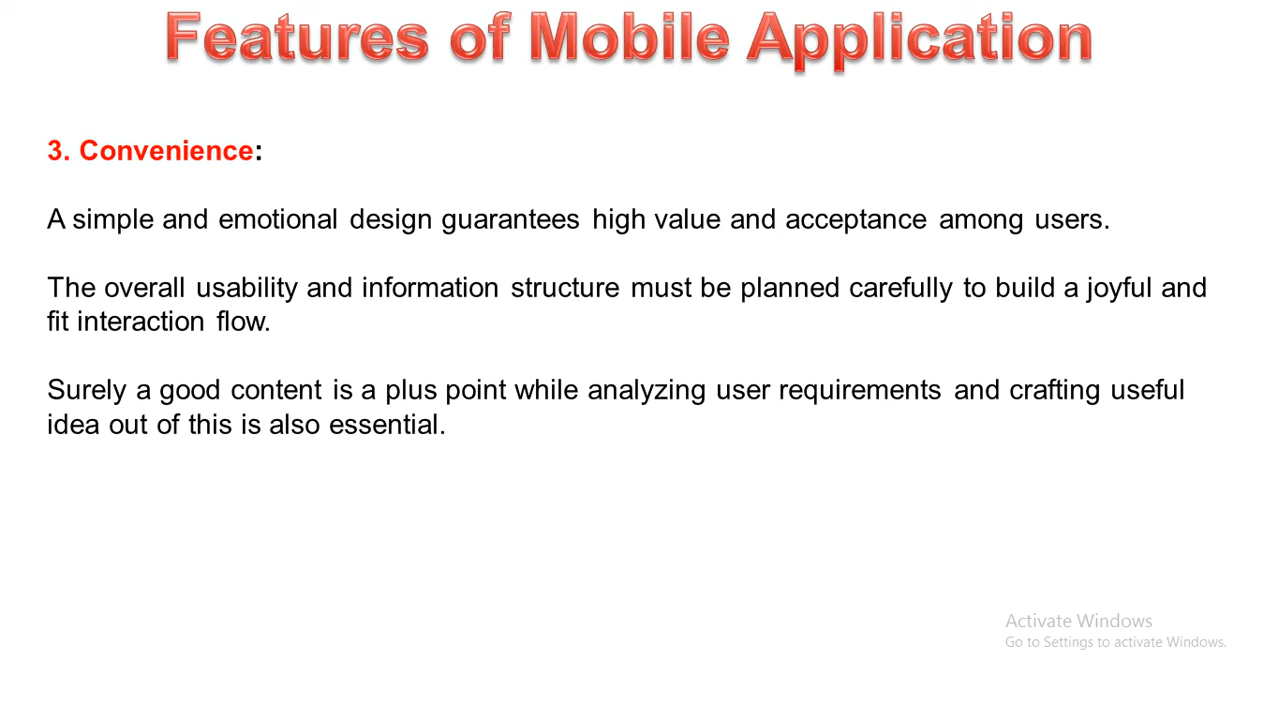 Features of Mobile Application
3. Convenience:
A simple and emotional design guarantees high value and acceptance among users.
The overall usability and information structure must be planned carefully to build a joyful and
fit interaction flow.
Surely a good content is a plus point while analyzing user requirements and crafting useful
idea out of this is also essential.
Activate Windows
Go to Settings to activate Windows.